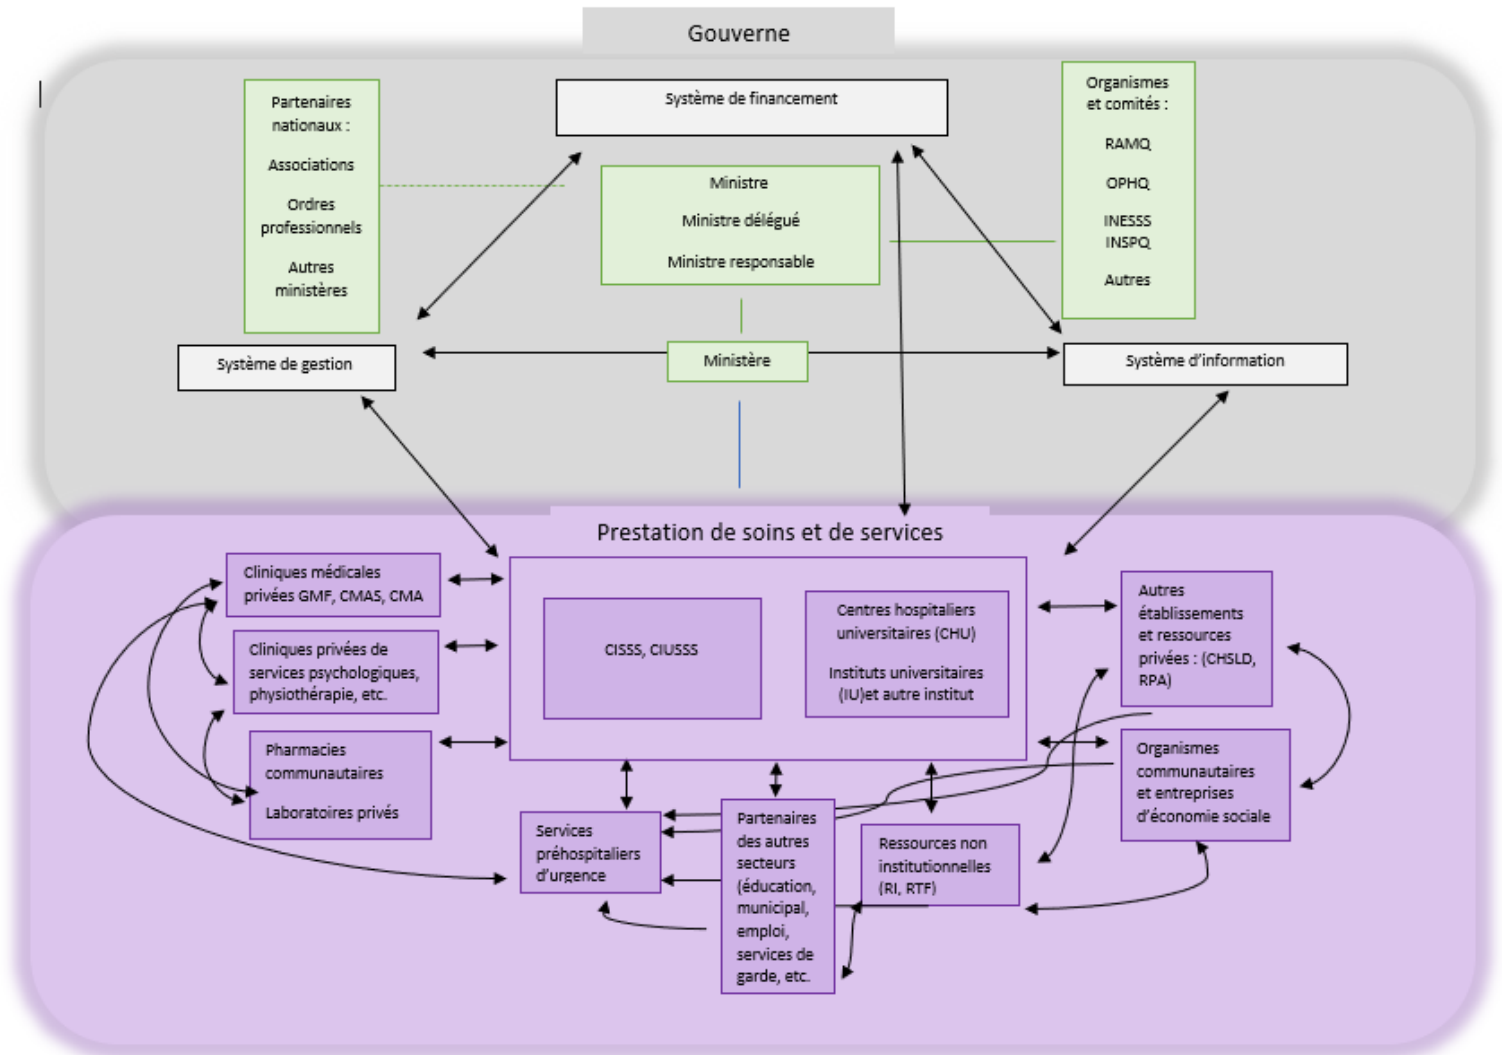 Gouverne
Partenaires
nationaux :
Associations
Ordres
professionnels
Autres
ministères
Système de financement
Organismes
et comités :
RAMQ
OPHQ
INESSS
INSPQ
Autres
Ministre
Ministre délégué
Ministre responsable
Système de gestion
Ministère
Système d'information
Prestation de soins et de services
Cliniques médicales
privées GMF, CMAS, CMA
Cliniques privées de
services psychologiques,
physiothérapie, etc.
Pharmacies
communautaires
Laboratoires privés
CISSS, CIUSSS
Centres hospitaliers
universitaires (CHU)
Instituts universitaires
(IU)et autre institut
Autres
établissements
et ressources
privées : (CHSLD,
RPA)
Organismes
communautaires
et entreprises
d'économie sociale
Services
préhospitaliers
d'urgence
Partenaires
des autres
secteurs
(éducation,
municipal,
emploi,
services de
garde, etc.
Ressources non
institutionnelles
(RI, RTF)